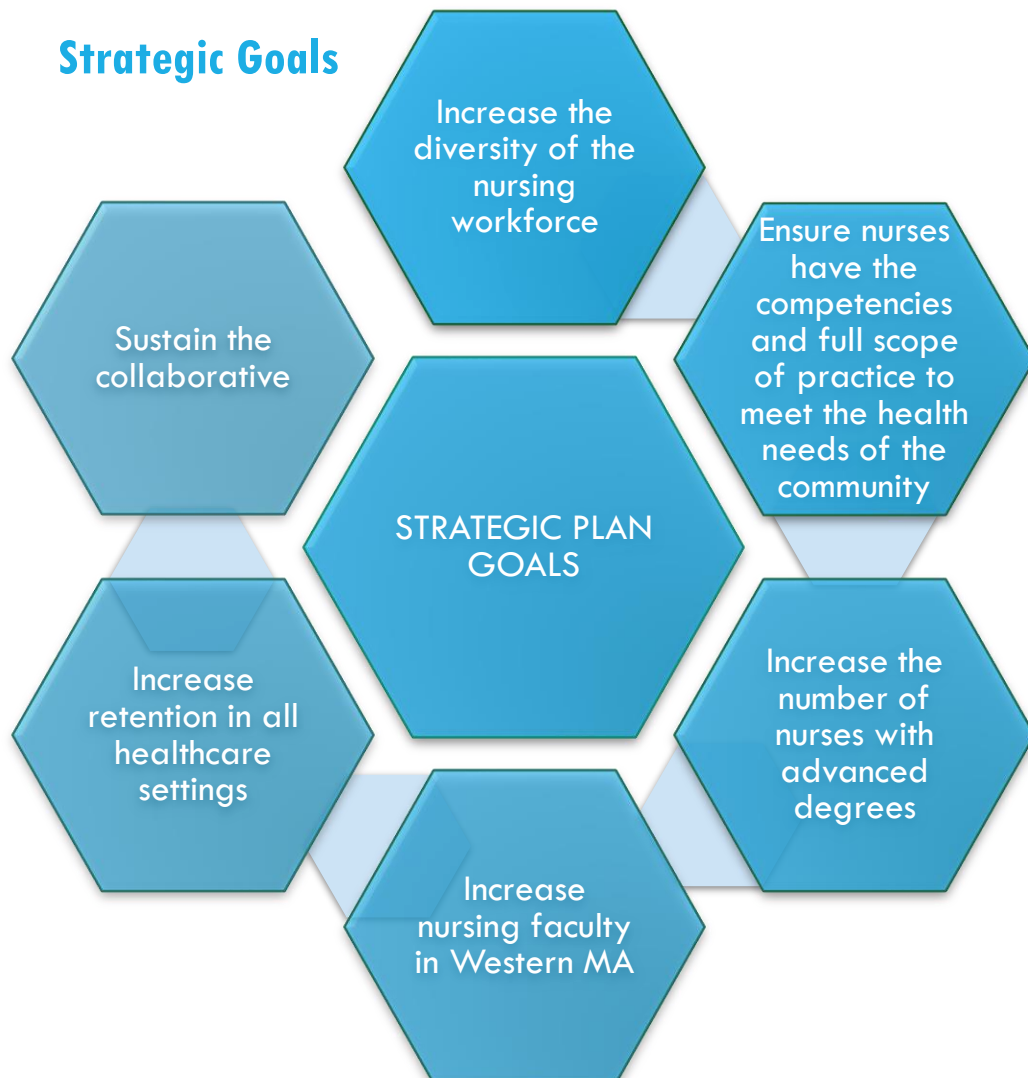 Strategic Goals
Increase the
diversity of the
nursing
workforce
Ensure nurses
have the
competencies
and full scope
of practice to
meet the health
needs of the
community
Increase the
number of
nurses with
advanced
degrees
Increase
nursing faculty
in Western MA
Increase
retention in all
healthcare
settings
Sustain the
collaborative
STRATEGIC PLAN
GOALS